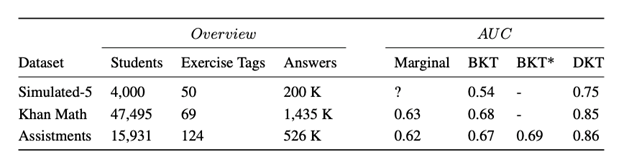 Overview AUC
Dataset Students Exercise Tags Answers Marginal BKT BKT* DKT
Simulated-5 4,000 50 200 K ? 0.54 - 0.75
Khan Math 47,495 69 1,435 K 0.63 0.68 - 0.85
Assistments 15,931 124 526 K 0.62 0.67 0.69 0.86